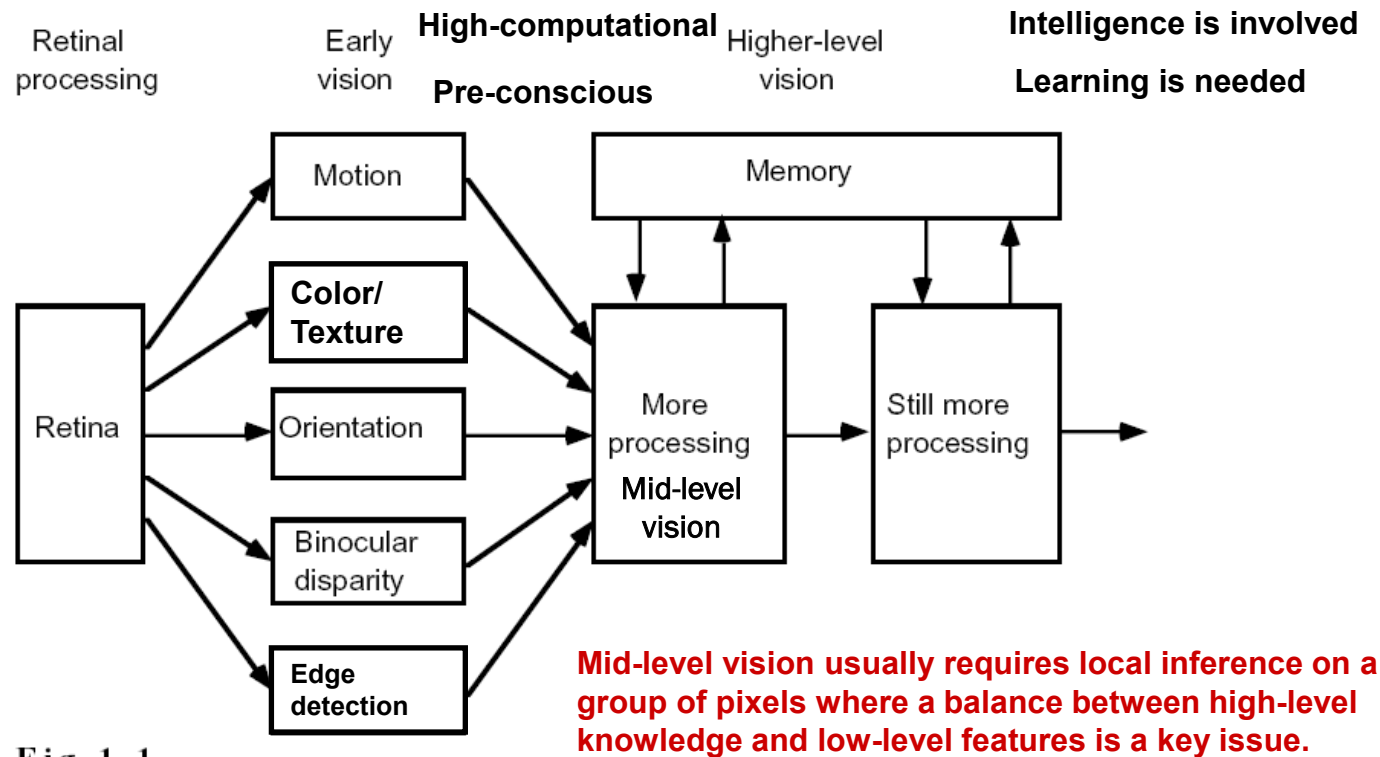 Retinal
processing
Early
vision
High-computational
Pre-conscious
Higher-level
vision
Intelligence is involved
Learning is needed
Motion
Memory
Color/
Texture
Retina
Orientation
More
processing
Mid-level
vision
Still more
processing
Binocular
disparity
Edge
detection
Mid-level vision usually requires local inference on a
group of pixels where a balance between high-level
knowledge and low-level features is a key issue.